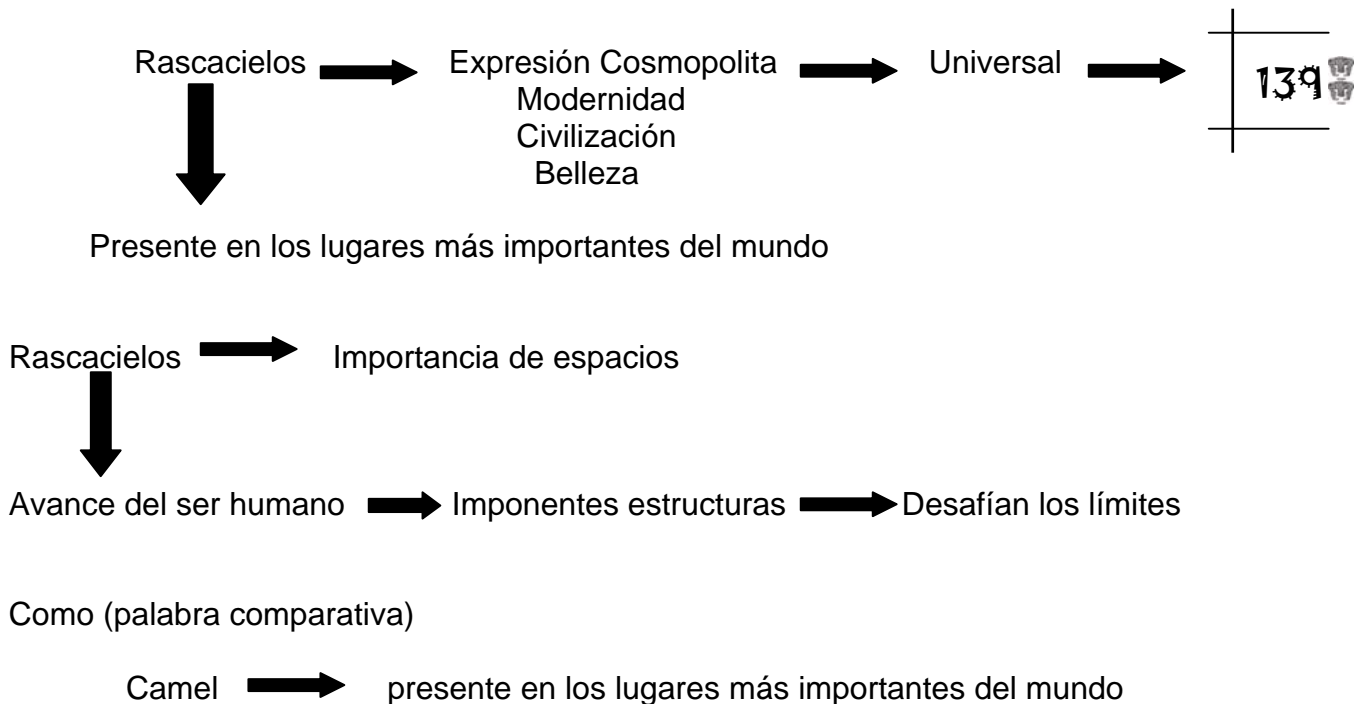 Rascacielos Expresión Cosmopolita Universal
139
Modernidad
Civilización
Belleza
Presente en los lugares más importantes del mundo
Rascacielos Importancia de espacios
Avance del ser humano Imponentes estructuras Desafían los límites
Como (palabra comparativa)
Camel presente en los lugares más importantes del mundo